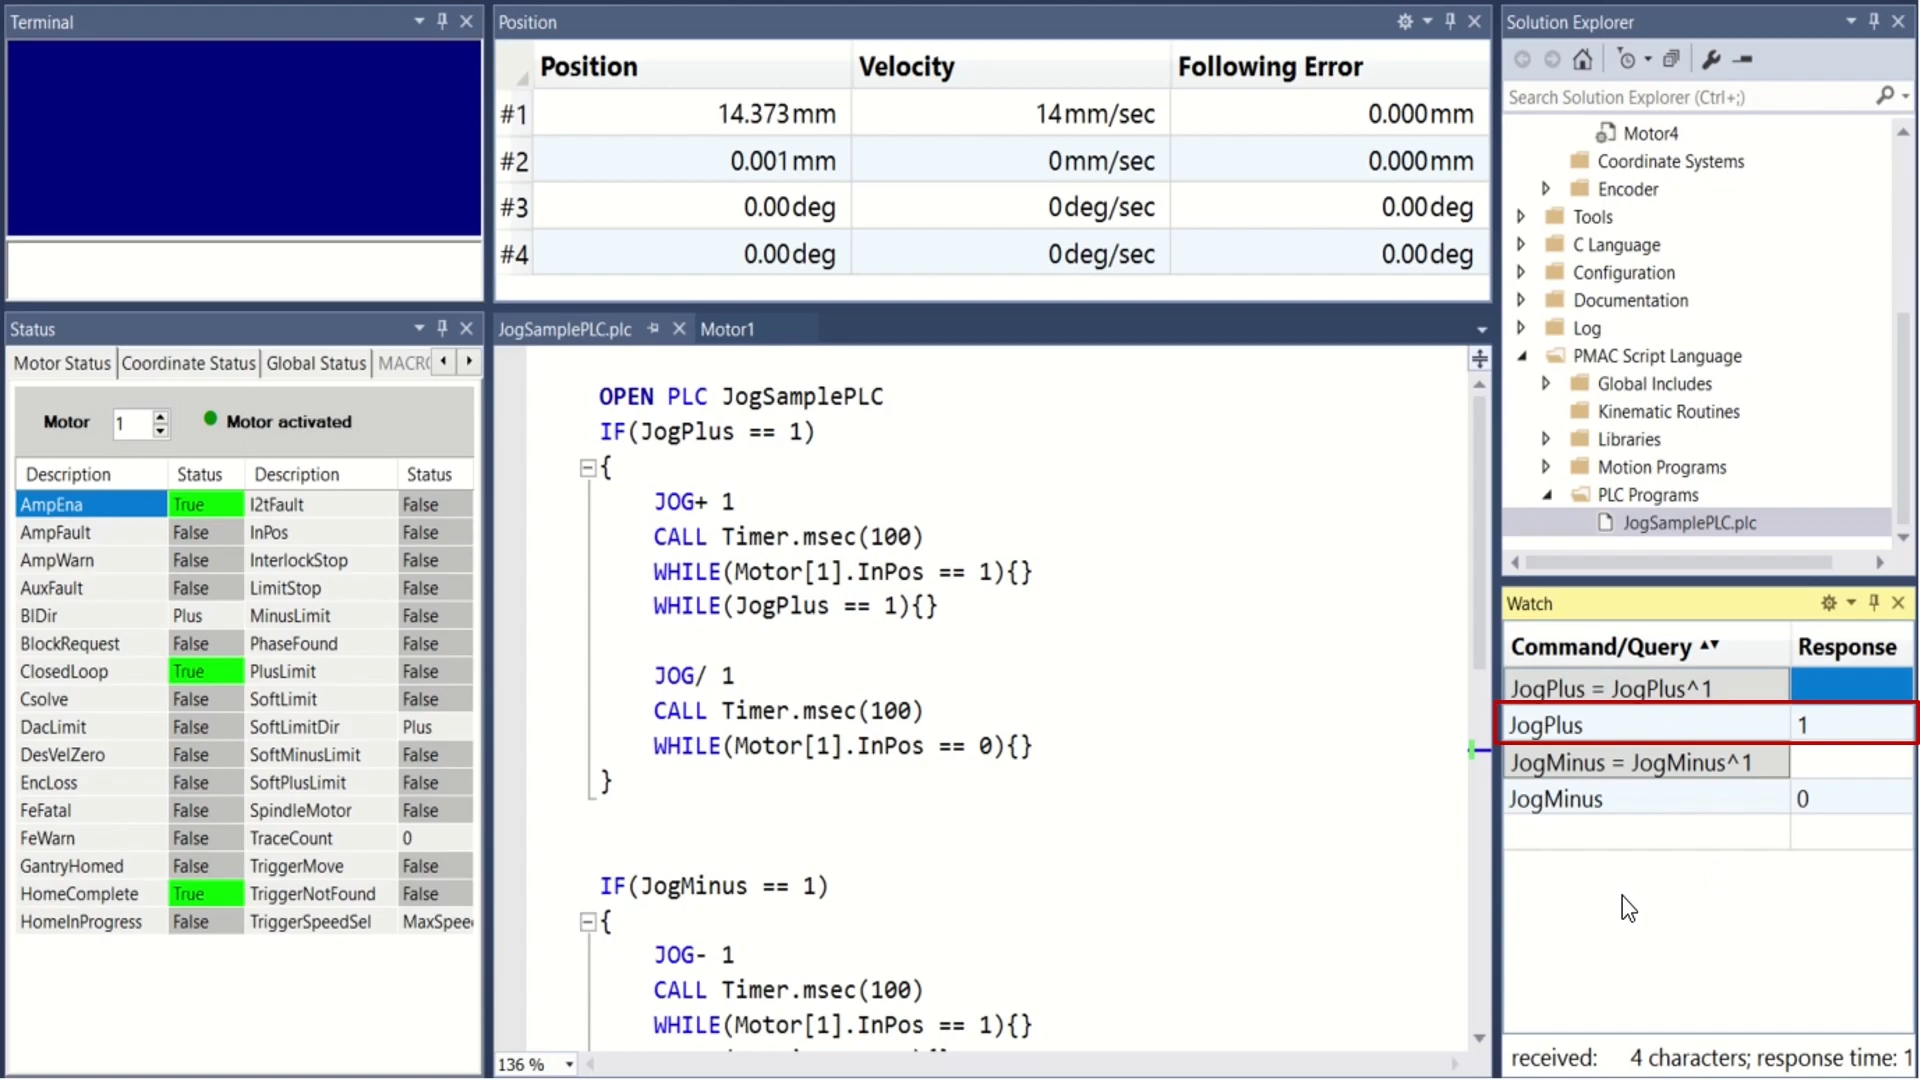 Terminal
Position
Position Velocity Following Error
#1 14.373mm 14mm/sec 0.000mm
#2 0.001mm 0mm/sec 0.000mm
#3 0.00deg 0deg/sec 0.00deg
#4 0.00deg 0deg/sec 0.00deg
Status
Motor Status Coordinate Status Global Status MACRO
Motor 1 Motor activated
Description Status Description Status
AmpEna True I2tFault False
AmpFault False InPos False
AmpWarn False InterlockStop False
AuxFault False LimitStop False
BlDir Plus MinusLimit False
BlockRequest False PhaseFound False
ClosedLoop True PlusLimit False
Csolve False SoftLimit False
DacLimit False SoftLimitDir Plus
DesVelZero False SoftMinusLimit False
EncLoss False SoftPlusLimit False
FeFatal False SpindleMotor False
FeWarn False TraceCount 0
GantryHomed False TriggerMove False
HomeComplete True TriggerNotFound False
HomeInProgress False TriggerSpeedSel MaxSpee
JogSamplePLC.plc Motor1
OPEN PLC JogSamplePLC
IF(JogPlus == 1)
{
JOG+ 1
CALL Timer.msec(100)
WHILE(Motor[1].InPos == 1){}
WHILE(JogPlus == 1){}
JOG/ 1
CALL Timer.msec(100)
WHILE(Motor[1].InPos == 0){}
}
IF(JogMinus == 1)
{
JOG- 1
CALL Timer.msec(100)
WHILE(Motor[1].InPos == 1){}
136 %
Solution Explorer
Search Solution Explorer (Ctrl+;)
Motor4
Coordinate Systems
Encoder
Tools
C Language
Configuration
Documentation
Log
PMAC Script Language
Global Includes
Kinematic Routines
Libraries
Motion Programs
PLC Programs
JogSamplePLC.plc
Watch
Command/Query Response
JogPlus = JogPlus^1
JogPlus 1
JogMinus = JogMinus^1
JogMinus 0
received: 4 characters; response time: 1